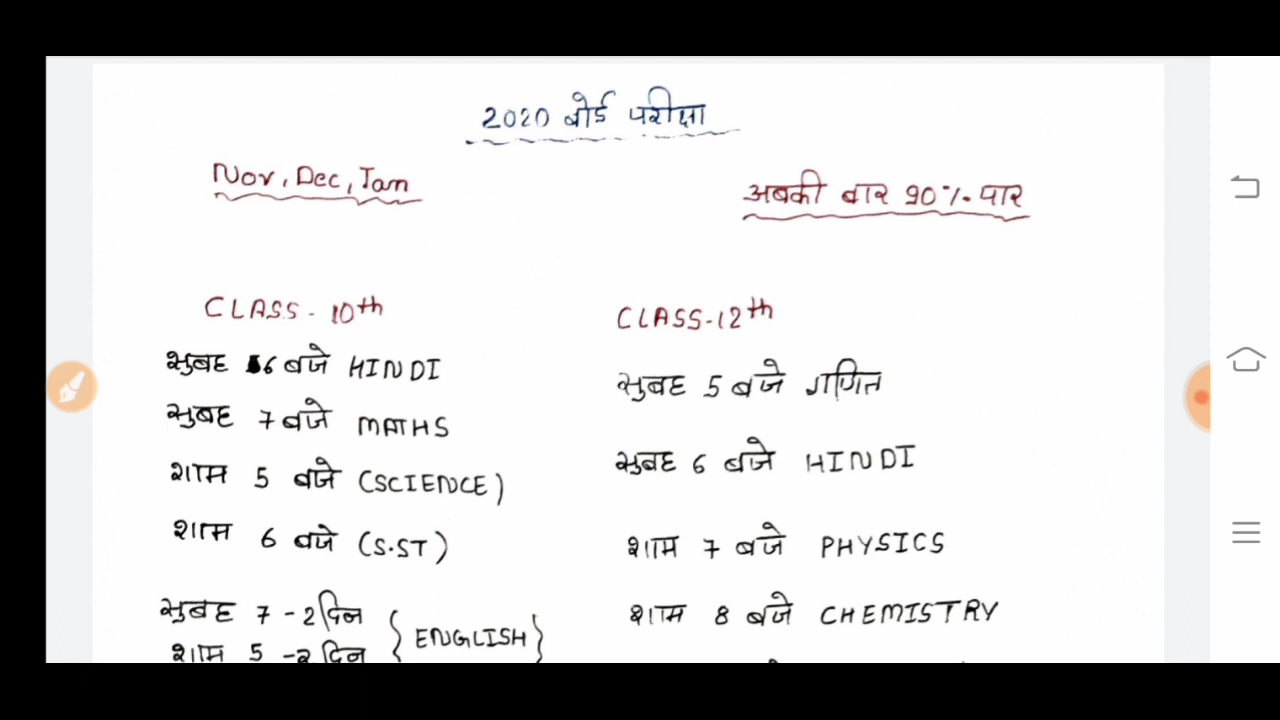 2020 बोर्ड परीक्षा
Nov, Dec, Jan
अबकी बार 90%. पार
CLASS - 10th
सुबह 6 बजे HINDI
सुबह 7 बजे MATHS
शाम 5 बजे (SCIENCE)
शाम 6 बजे (S.ST)
सुबह 7 - 2 दिन
शाम 5 - 2 दिन
{ ENGLISH }
CLASS-12th
सुबह 5 बजे गणित
सुबह 6 बजे HINDI
शाम 7 बजे PHYSICS
शाम 8 बजे CHEMISTRY